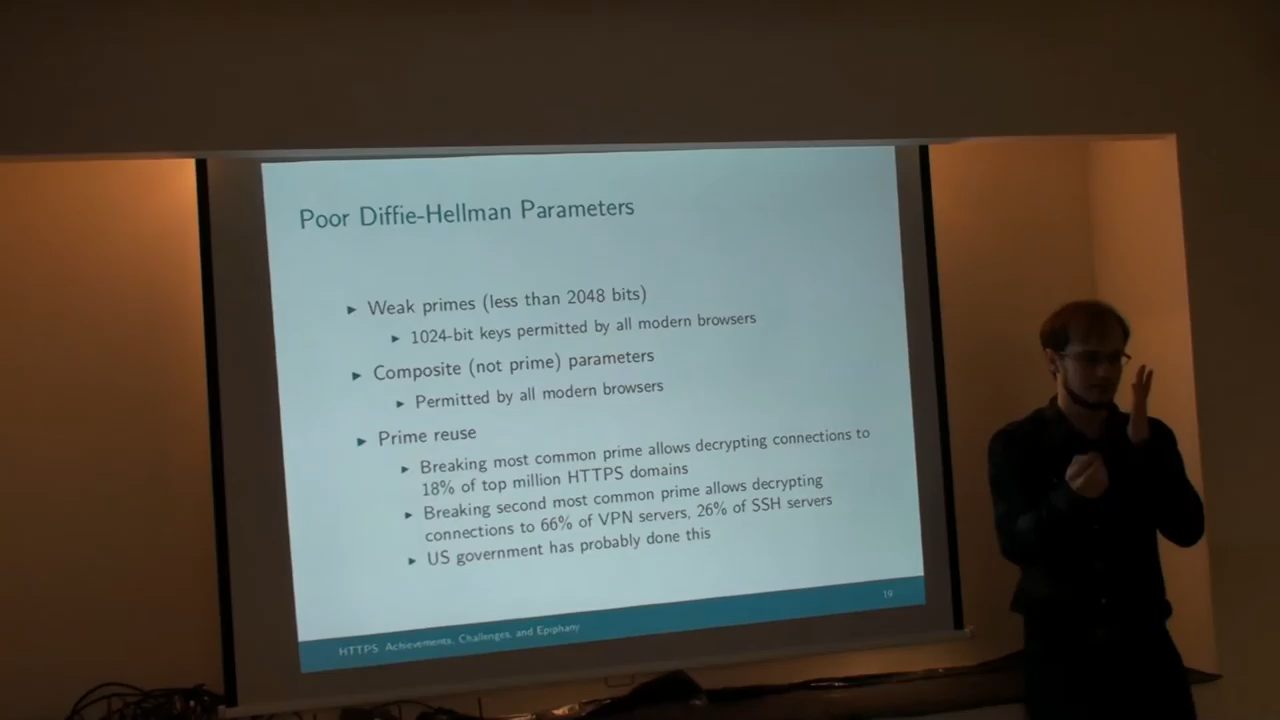 Poor Diffie-Hellman Parameters
► Weak primes (less than 2048 bits)
► 1024-bit keys permitted by all modern browsers
► Composite (not prime) parameters
► Permitted by all modern browsers
► Prime reuse
► Breaking most common prime allows decrypting connections to
18% of top million HTTPS domains
► Breaking second most common prime allows decrypting
connections to 66% of VPN servers, 26% of SSH servers
► US government has probably done this
19
HTTPS Achievements, Challenges, and Epiphany